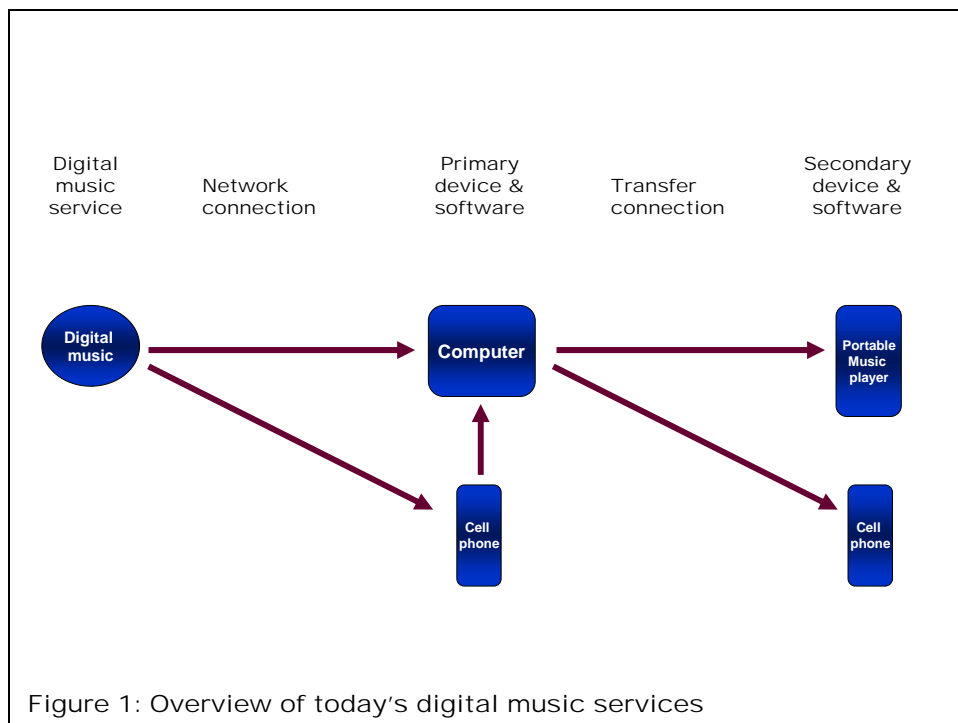 Digital
music
service
Network
connection
Primary
device &
software
Transfer
connection
Secondary
device &
software
Digital
music
Computer
Portable
Music
player
Cell
phone
Cell
phone
Figure 1: Overview of today's digital music services